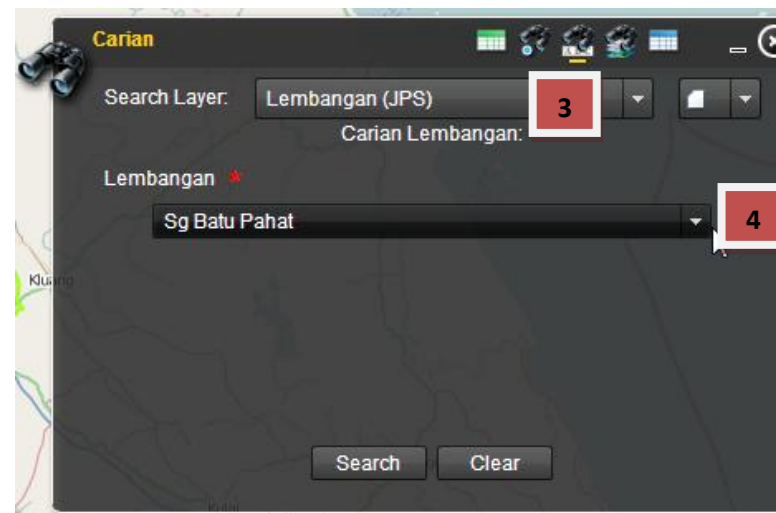 Carian
Search Layer: Lembangan (JPS)
3
Carian Lembangan:
Lembangan *
Sg Batu Pahat
4
Kluang
Search Clear